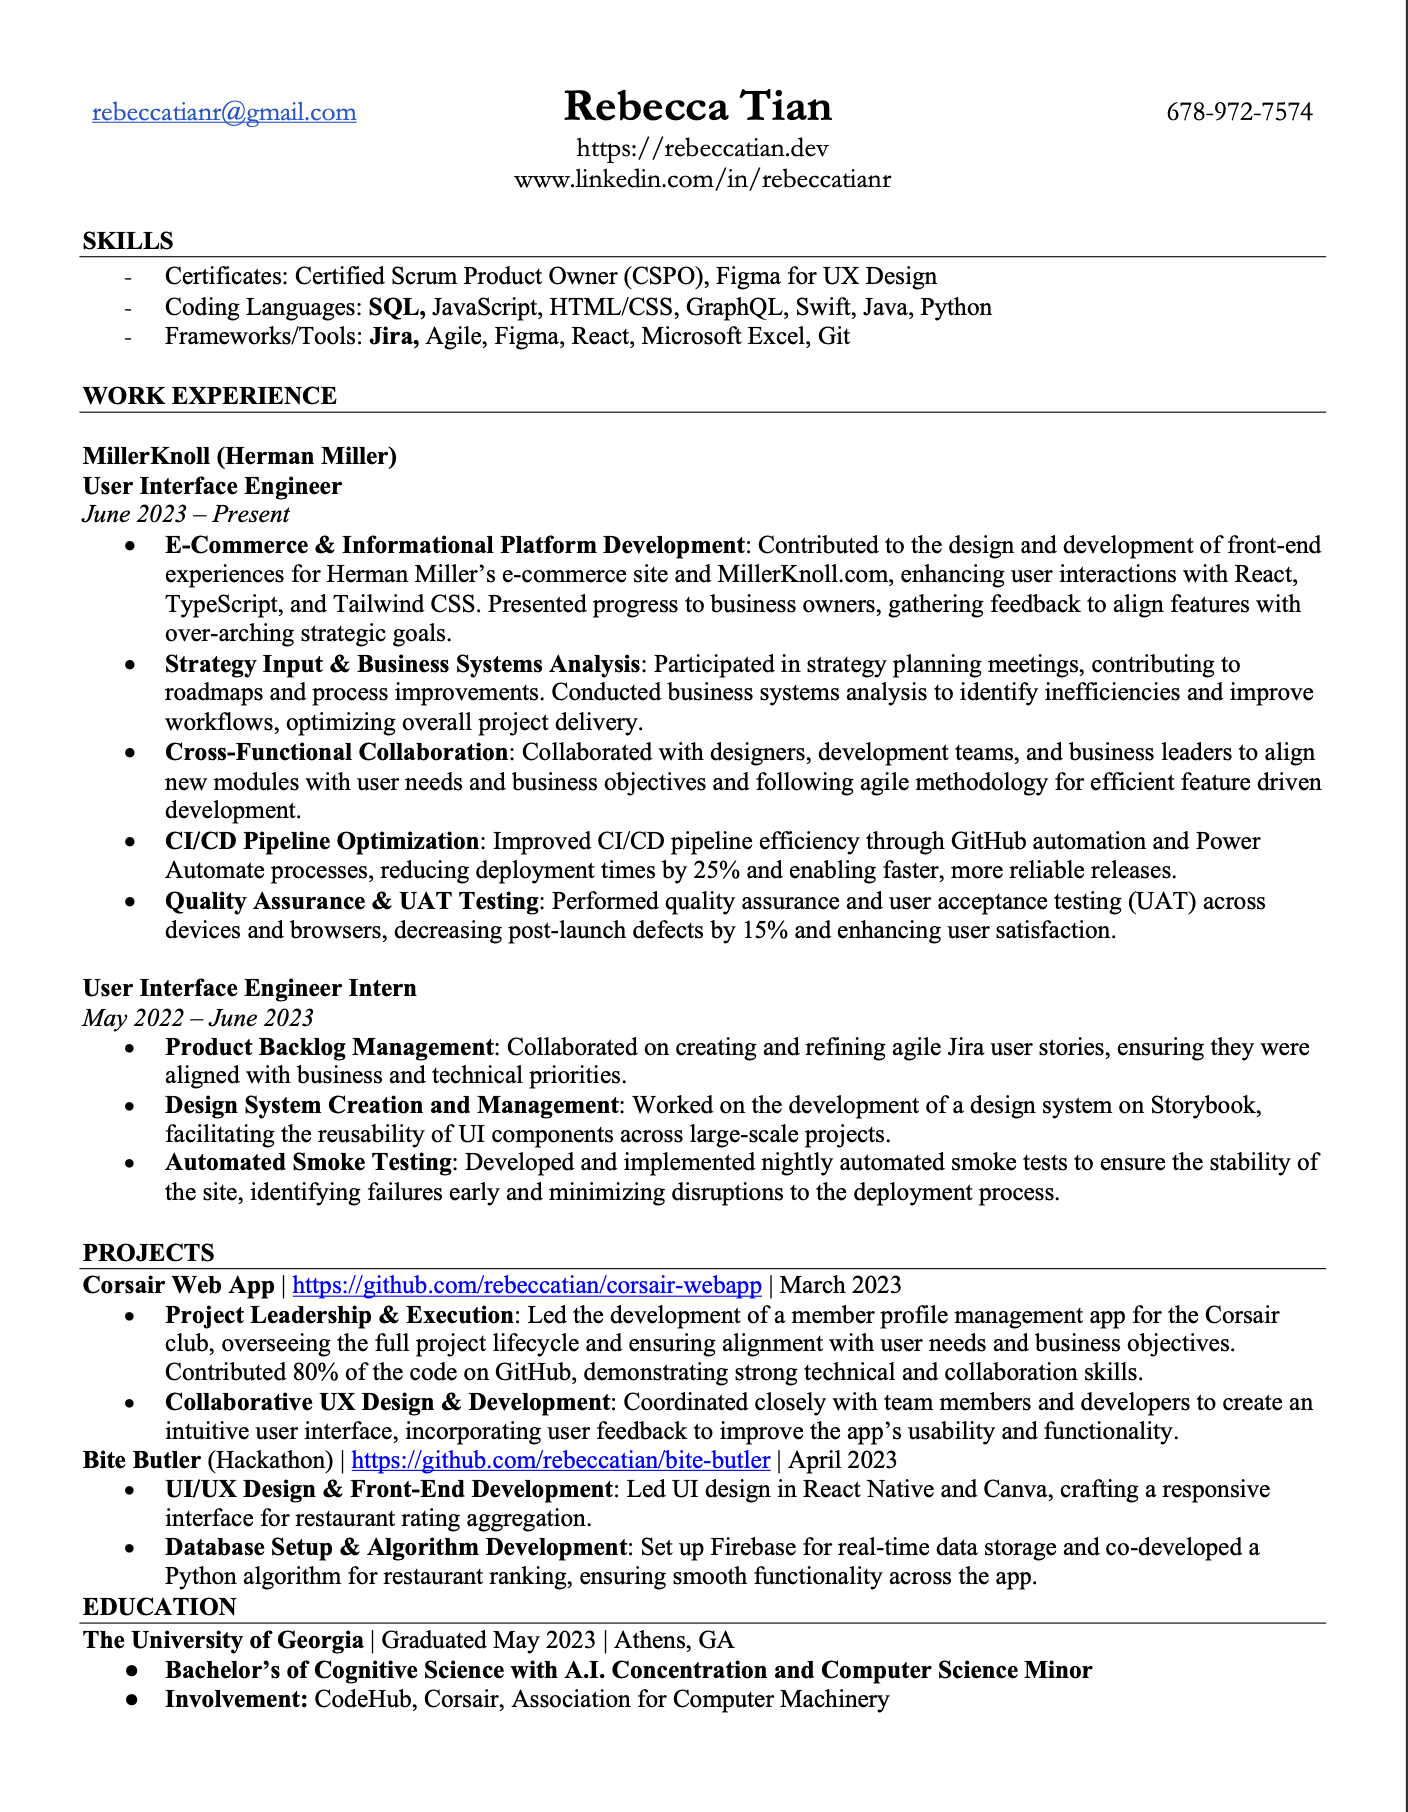 rebeccatianr@gmail.com Rebecca Tian 678-972-7574
https://rebeccatian.dev
www.linkedin.com/in/rebeccatianr
SKILLS
- Certificates: Certified Scrum Product Owner (CSPO), Figma for UX Design
- Coding Languages: SQL, JavaScript, HTML/CSS, GraphQL, Swift, Java, Python
- Frameworks/Tools: Jira, Agile, Figma, React, Microsoft Excel, Git
WORK EXPERIENCE
MillerKnoll (Herman Miller)
User Interface Engineer
June 2023 – Present
• E-Commerce & Informational Platform Development: Contributed to the design and development of front-end
experiences for Herman Miller’s e-commerce site and MillerKnoll.com, enhancing user interactions with React,
TypeScript, and Tailwind CSS. Presented progress to business owners, gathering feedback to align features with
over-arching strategic goals.
• Strategy Input & Business Systems Analysis: Participated in strategy planning meetings, contributing to
roadmaps and process improvements. Conducted business systems analysis to identify inefficiencies and improve
workflows, optimizing overall project delivery.
• Cross-Functional Collaboration: Collaborated with designers, development teams, and business leaders to align
new modules with user needs and business objectives and following agile methodology for efficient feature driven
development.
• CI/CD Pipeline Optimization: Improved CI/CD pipeline efficiency through GitHub automation and Power
Automate processes, reducing deployment times by 25% and enabling faster, more reliable releases.
• Quality Assurance & UAT Testing: Performed quality assurance and user acceptance testing (UAT) across
devices and browsers, decreasing post-launch defects by 15% and enhancing user satisfaction.
User Interface Engineer Intern
May 2022 – June 2023
• Product Backlog Management: Collaborated on creating and refining agile Jira user stories, ensuring they were
aligned with business and technical priorities.
• Design System Creation and Management: Worked on the development of a design system on Storybook,
facilitating the reusability of UI components across large-scale projects.
• Automated Smoke Testing: Developed and implemented nightly automated smoke tests to ensure the stability of
the site, identifying failures early and minimizing disruptions to the deployment process.
PROJECTS
Corsair Web App | https://github.com/rebeccatian/corsair-webapp | March 2023
• Project Leadership & Execution: Led the development of a member profile management app for the Corsair
club, overseeing the full project lifecycle and ensuring alignment with user needs and business objectives.
Contributed 80% of the code on GitHub, demonstrating strong technical and collaboration skills.
• Collaborative UX Design & Development: Coordinated closely with team members and developers to create an
intuitive user interface, incorporating user feedback to improve the app’s usability and functionality.
Bite Butler (Hackathon) | https://github.com/rebeccatian/bite-butler | April 2023
• UI/UX Design & Front-End Development: Led UI design in React Native and Canva, crafting a responsive
interface for restaurant rating aggregation.
• Database Setup & Algorithm Development: Set up Firebase for real-time data storage and co-developed a
Python algorithm for restaurant ranking, ensuring smooth functionality across the app.
EDUCATION
The University of Georgia | Graduated May 2023 | Athens, GA
● Bachelor’s of Cognitive Science with A.I. Concentration and Computer Science Minor
● Involvement: CodeHub, Corsair, Association for Computer Machinery